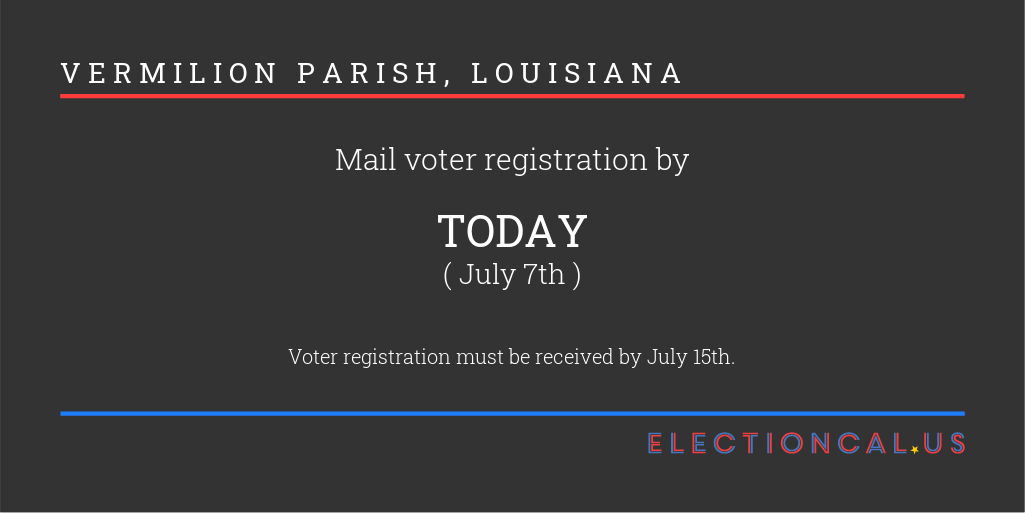 VERMILION PARISH, LOUISIANA
Mail voter registration by
TODAY
( July 7th )
Voter registration must be received by July 15th.
ELECTIONCAL.US